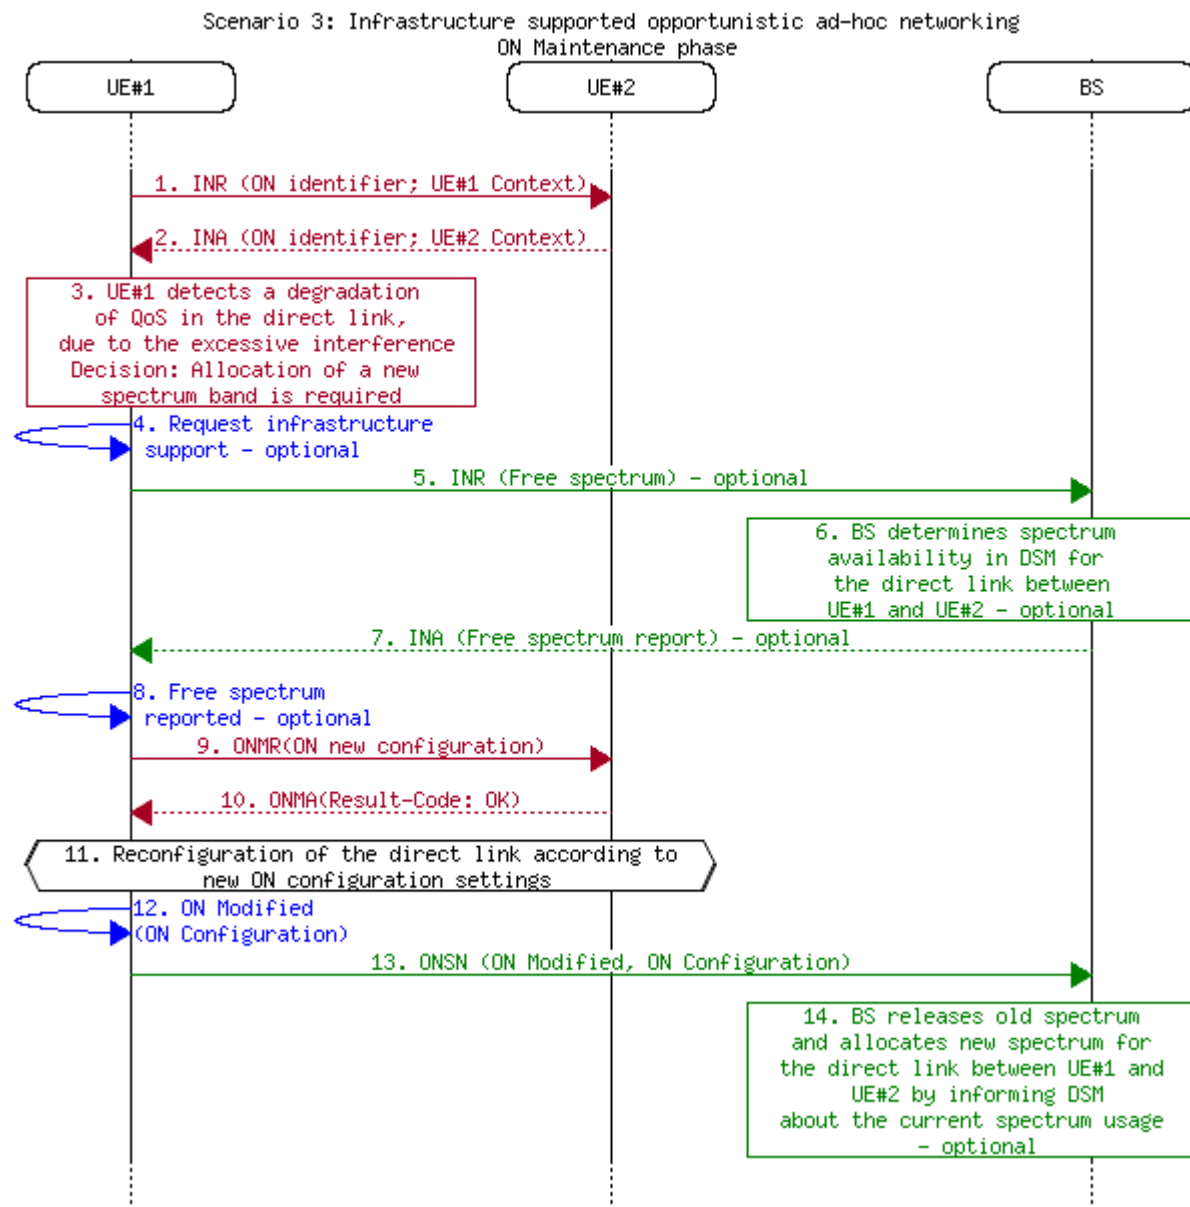 Scenario 3: Infrastructure supported opportunistic ad-hoc networking
ON Maintenance phase
UE#1
UE#2
BS
1. INR (ON identifier; UE#1 Context)
2. INA (ON identifier; UE#2 Context)
3. UE#1 detects a degradation
of QoS in the direct link,
due to the excessive interference
Decision: Allocation of a new
spectrum band is required
4. Request infrastructure
support - optional
5. INR (Free spectrum) - optional
6. BS determines spectrum
availability in DSM for
the direct link between
UE#1 and UE#2 - optional
7. INA (Free spectrum report) - optional
8. Free spectrum
reported - optional
9. ONMR(ON new configuration)
10. ONMA(Result-Code: OK)
11. Reconfiguration of the direct link according to
new ON configuration settings
12. ON Modified
(ON Configuration)
13. ONSN (ON Modified, ON Configuration)
14. BS releases old spectrum
and allocates new spectrum for
the direct link between UE#1 and
UE#2 by informing DSM
about the current spectrum usage
- optional